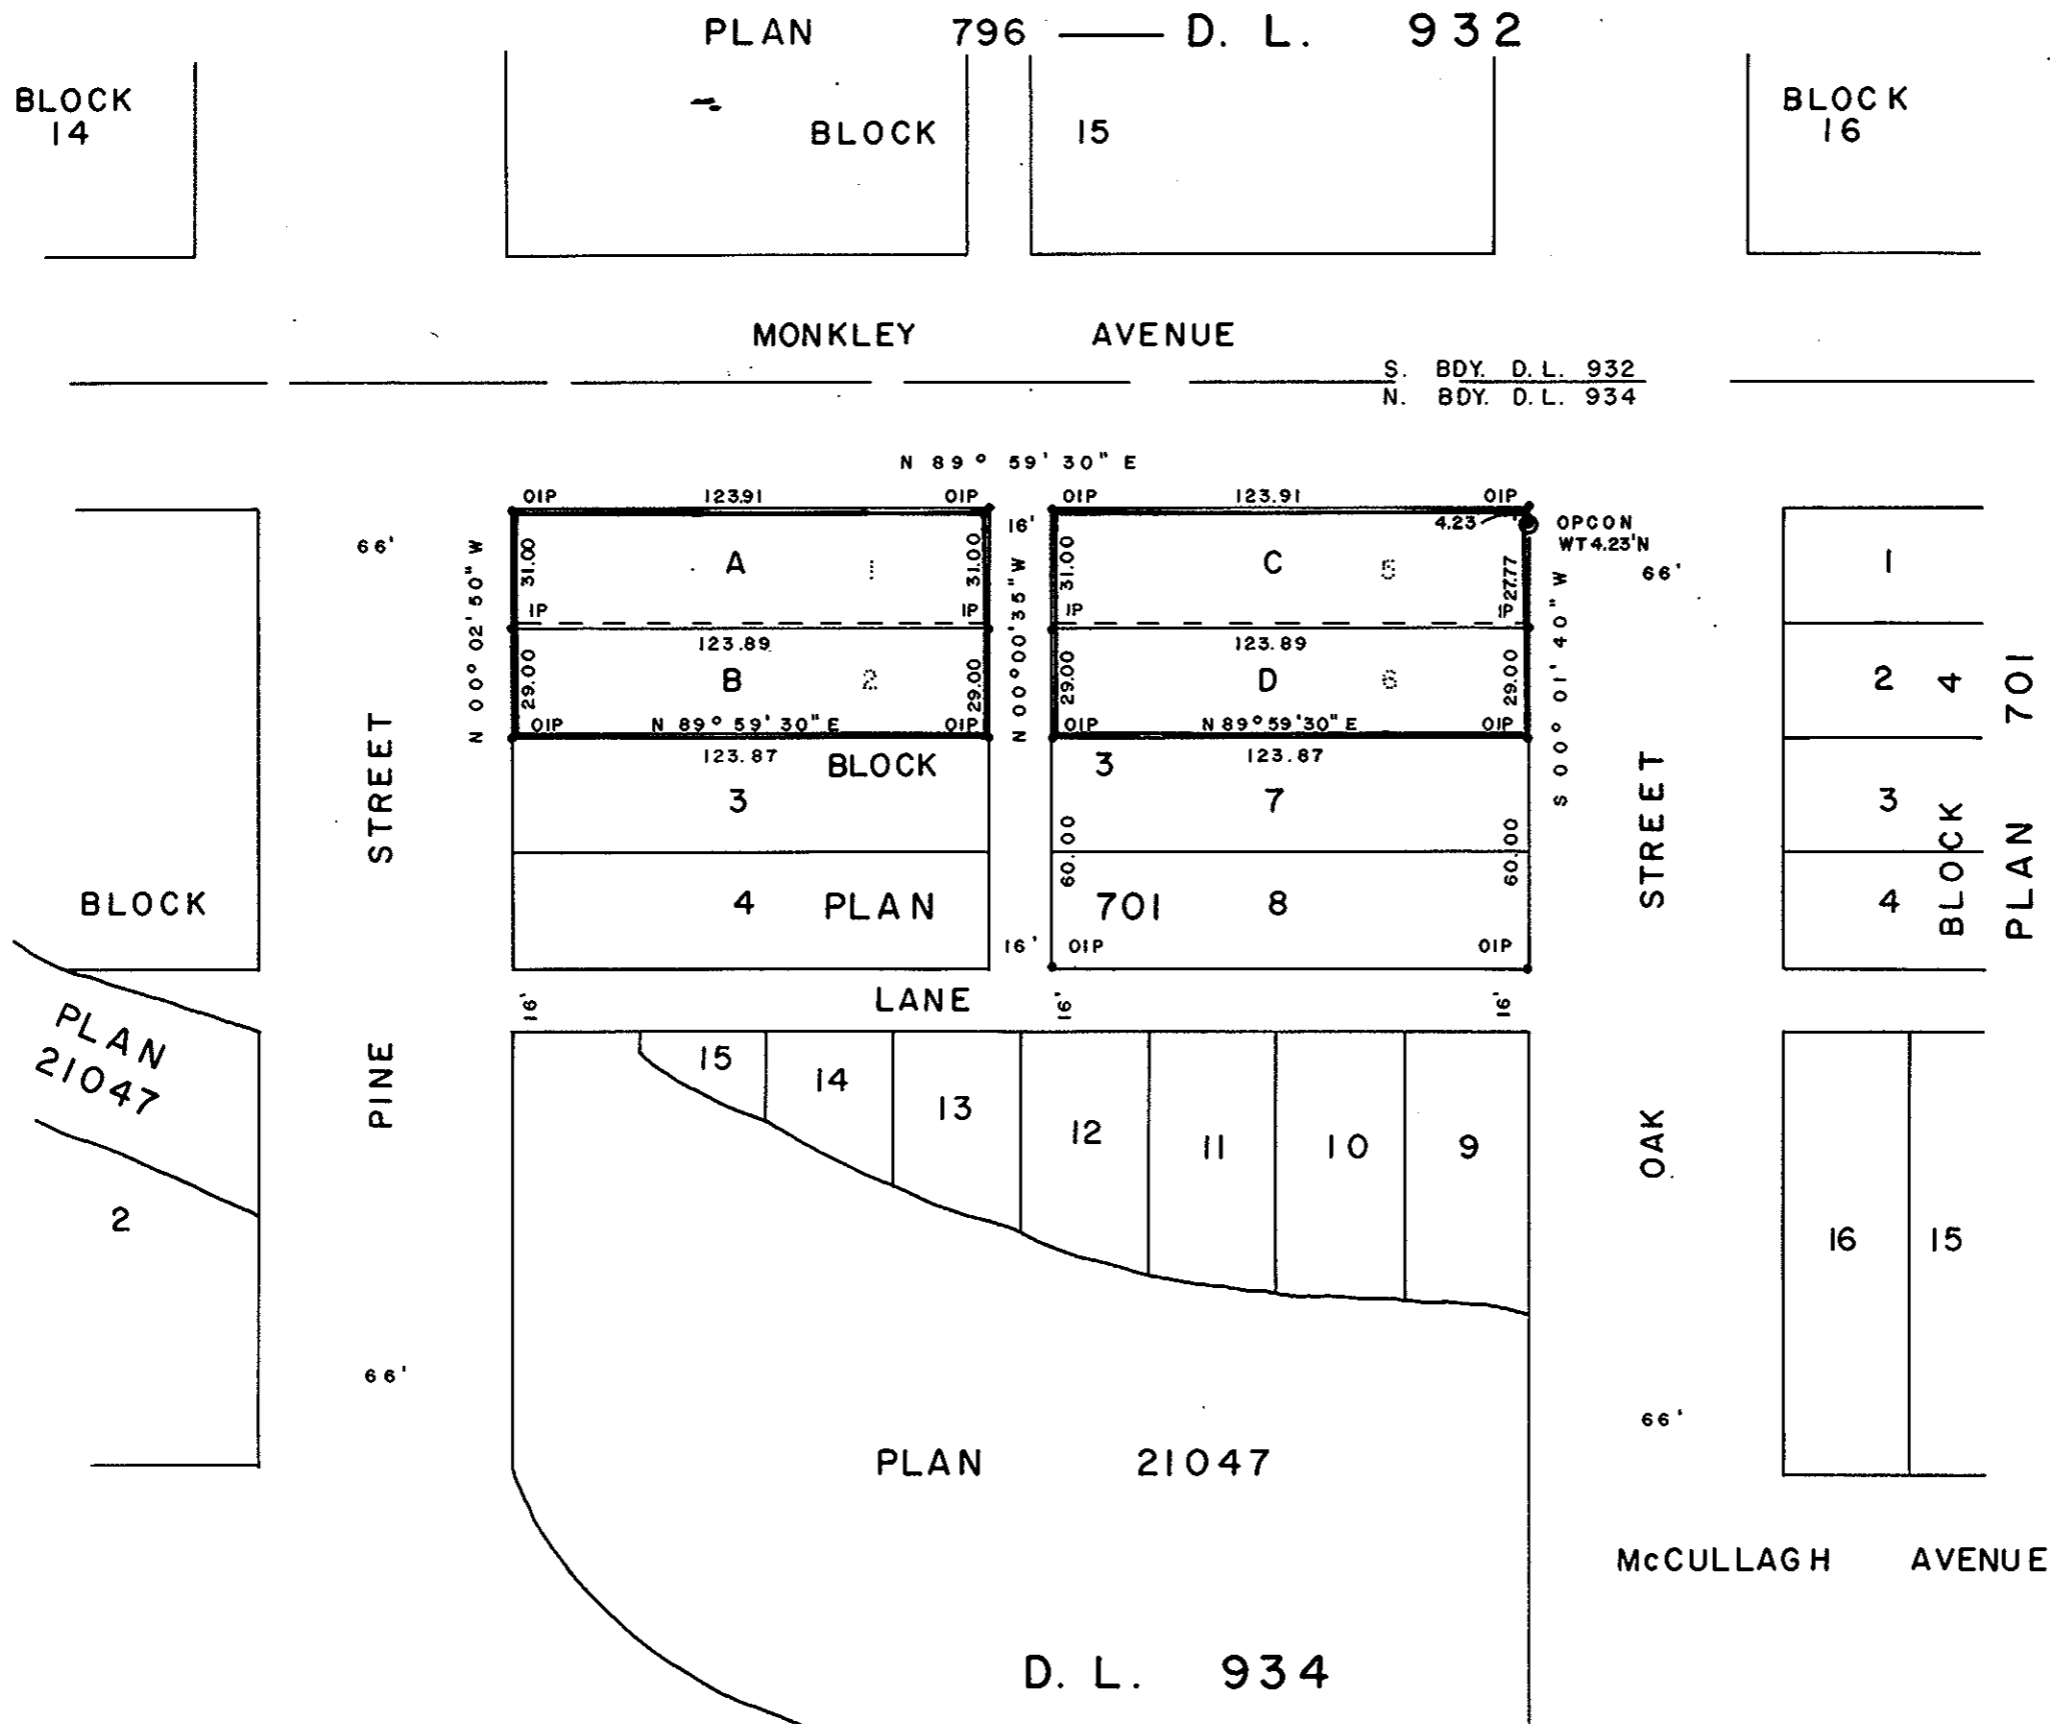 PLAN 796 — D. L. 932
BLOCK
14
BLOCK 15
BLOCK
16
MONKLEY AVENUE
S. BDY. D. L. 932
N. BDY. D. L. 934
N 89° 59' 30" E
OIP 123.91 OIP
OIP 123.91 OIP
66'
N 00° 02' 50" W
31.00
A
1
31.00
16'
N 00° 00' 35" W
31.00
C
5
4.23
27.77
OPCON
WT 4.23'N
66'
S 00° 01' 40" W
IP IP
IP IP
123.89
123.89
29.00
B
2
29.00
29.00
D
6
29.00
OIP N 89° 59' 30" E OIP
OIP N 89° 59' 30" E OIP
123.87
123.87
BLOCK 3
3
7
60.00
60.00
4
PLAN 701
8
16'
OIP OIP
1
2
3
4
BLOCK 4
PLAN 701
BLOCK
PLAN
21047
2
PINE STREET
OAK STREET
16'
LANE
16'
16'
15
14
13
12
11
10
9
16
15
66'
66'
PLAN 21047
McCULLAGH AVENUE
D. L. 934